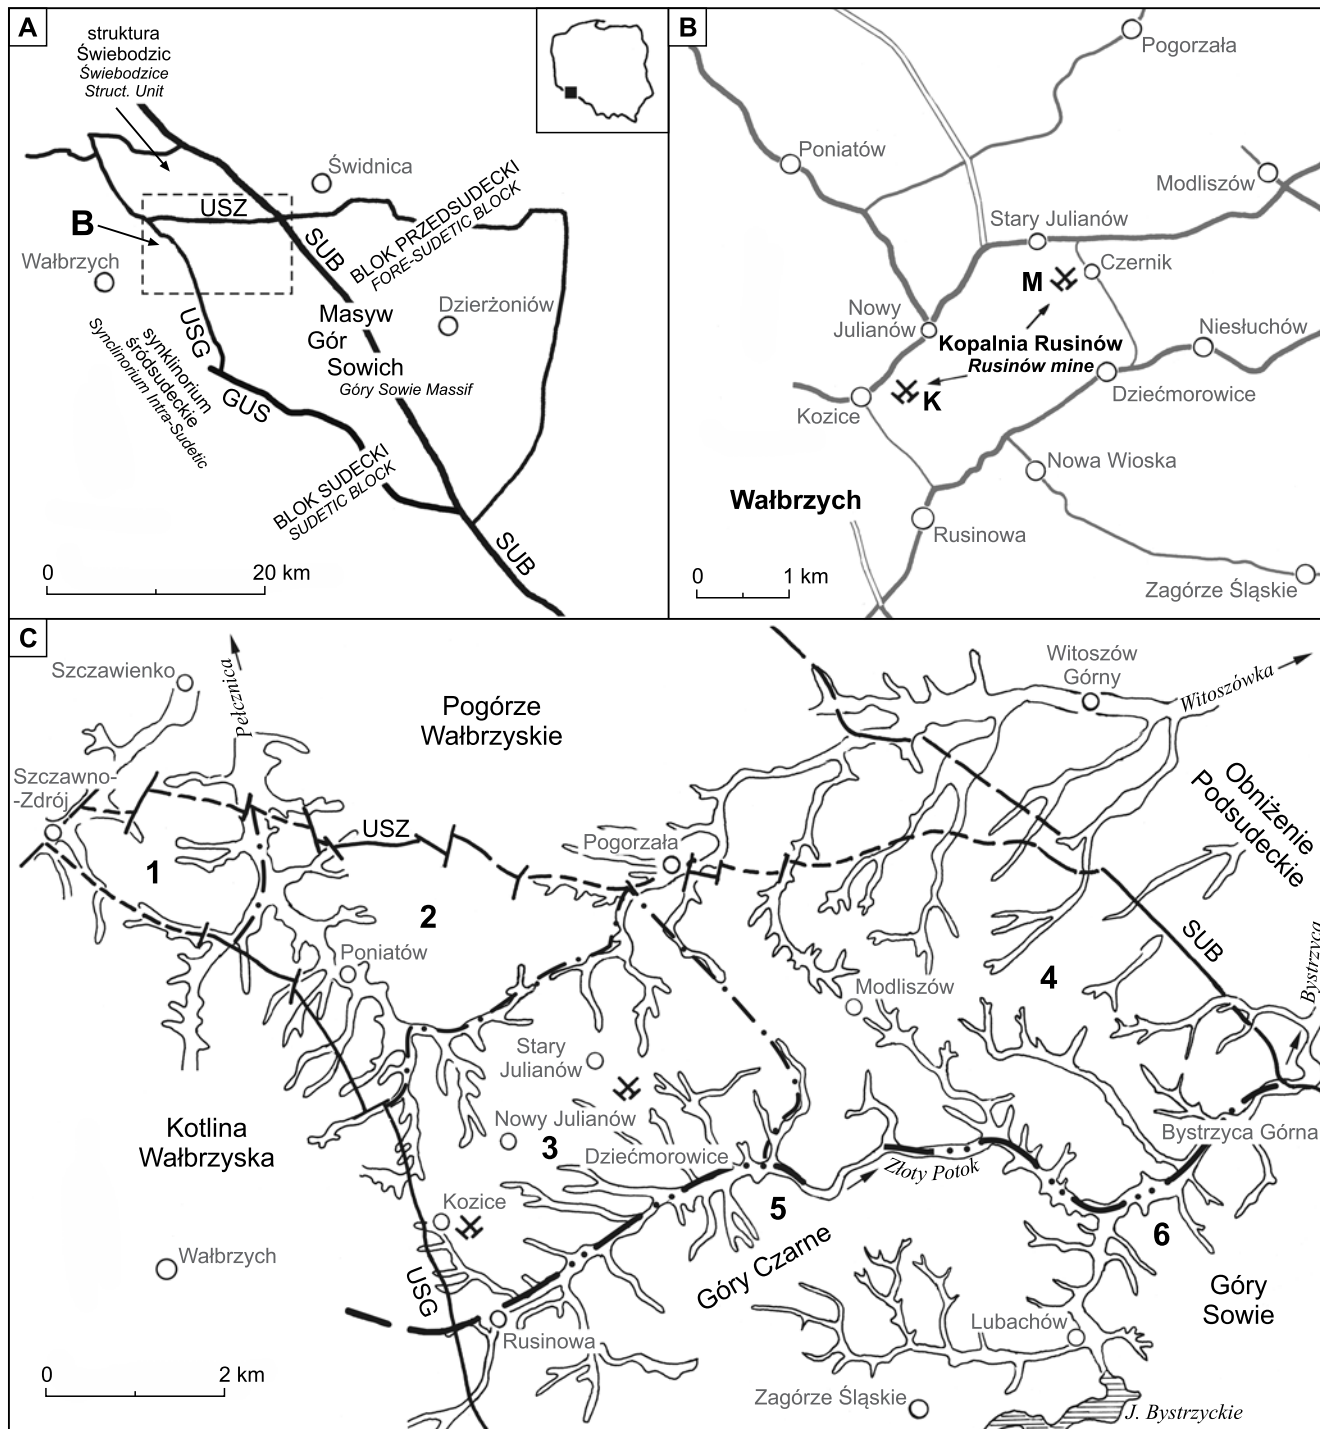 A
struktura
Świebodzic
Świebodzice
Struct. Unit
Świdnica
USZ
B
Wałbrzych
SUB
BLOK PRZEDSUDECKI
FORE-SUDETIC BLOCK
Masyw
Gór
Sowich
Góry Sowie Massif
Dzierżoniów
USG
synklinorium
śródsudeckie
Synclinorium Intra-Sudetic
GUS
BLOK SUDECKI
SUDETIC BLOCK
SUB
0 20 km
B
Pogorzała
Poniatów
Modliszów
Stary Julianów
Czernik
M
Nowy
Julianów
Kopalnia Rusinów
Rusinów mine
Niesłuchów
K
Kozice
Dziećmorowice
Nowa Wioska
Wałbrzych
Rusinowa
Zagórze Śląskie
0 1 km
C
Szczawienko
Pełcznica
Pogórze
Wałbrzyskie
Witoszów
Górny
Witoszówka
Szczawno-
-Zdrój
Obniżenie
Podsudeckie
USZ
Pogorzała
1
2
Poniatów
SUB
Bystrzyca
4
Modliszów
Stary
Julianów
Kotlina
Wałbrzyska
Nowy Julianów
3
Dziećmorowice
Bystrzyca Górna
Złoty Potok
5
6
Kozice
Góry Czarne
Wałbrzych
USG
Góry
Sowie
Rusinowa
Lubachów
0 2 km
Zagórze Śląskie
J. Bystrzyckie